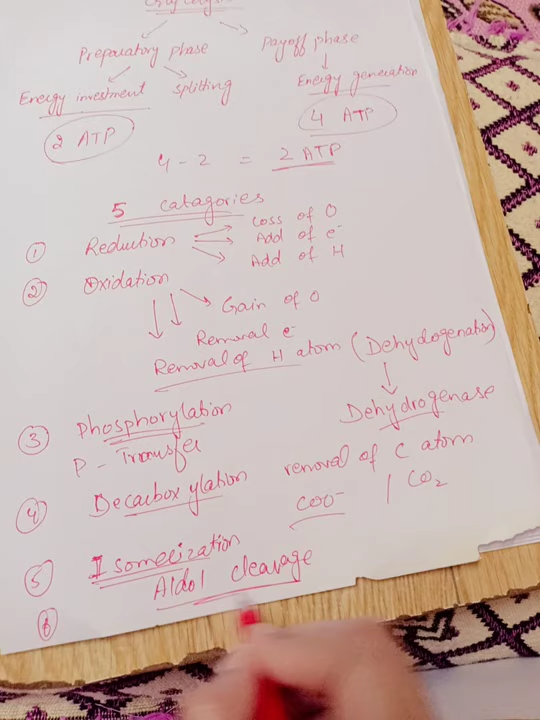 Preparatory phase Payoff phase
Energy investment splitting Energy generation
2 ATP 4 ATP
4 - 2 = 2 ATP
5 catagories
① Reduction Loss of O
Add of e-
Add of H
② Oxidation
Gain of O
Removal e-
Removal of H atom (Dehydogenation)
Dehydrogenase
③ Phosphorylation
P - Transfer
④ Decarboxylation removal of C atom
COO- / CO2
⑤ Isomerization
Aldol cleavage
⑥